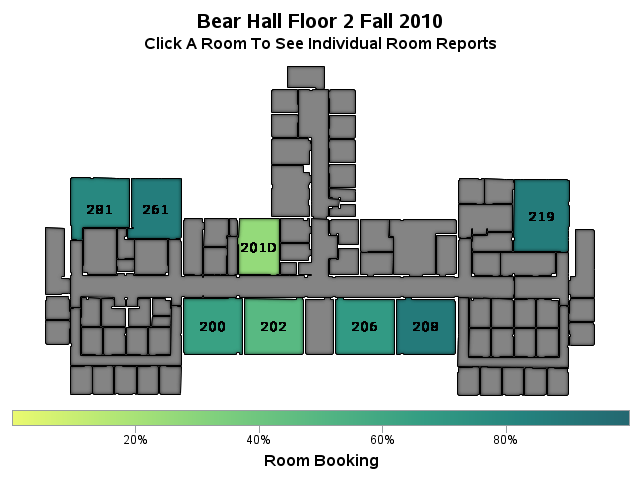 Bear Hall Floor 2 Fall 2010
Click A Room To See Individual Room Reports
281 261 219
201D
200 202 206 208
20% 40% 60% 80%
Room Booking